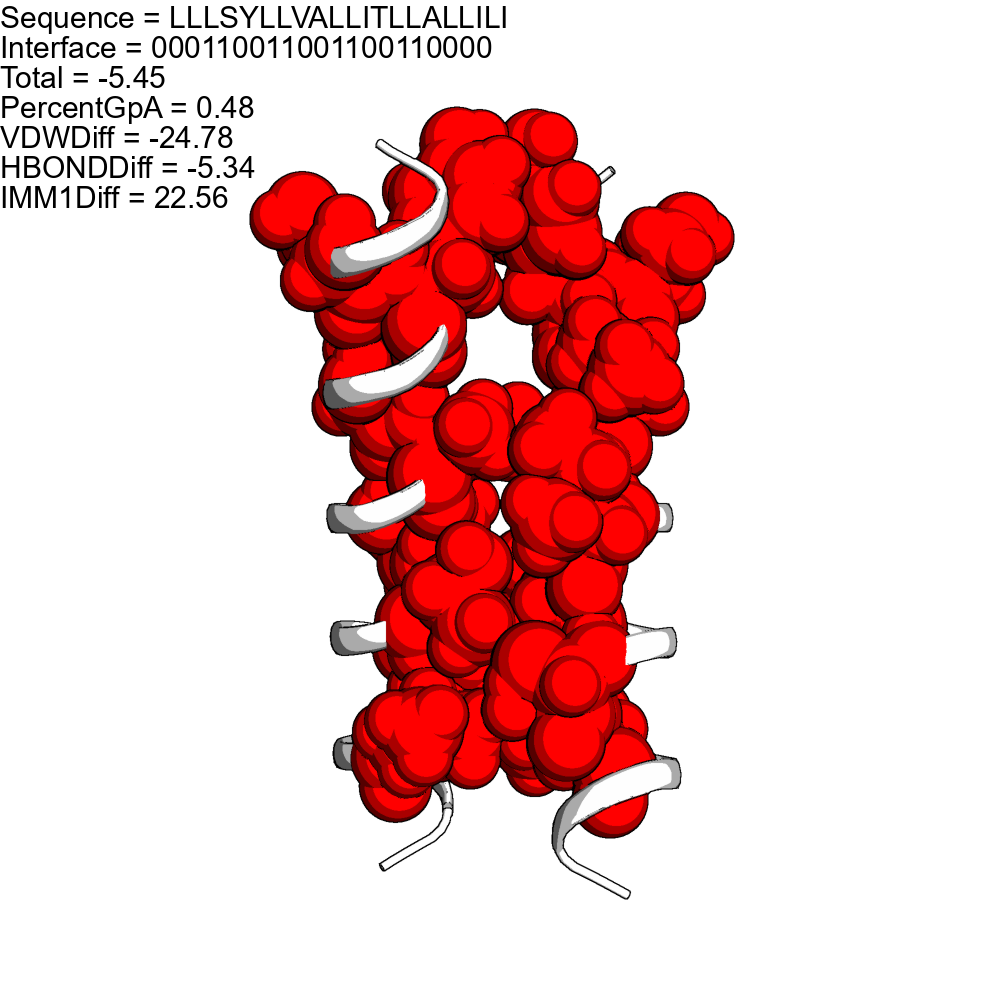 Sequence = LLLSYLLVALLITLLALLILI
Interface = 000110011001100110000
Total = -5.45
PercentGpA = 0.48
VDWDiff = -24.78
HBONDDiff = -5.34
IMM1Diff = 22.56